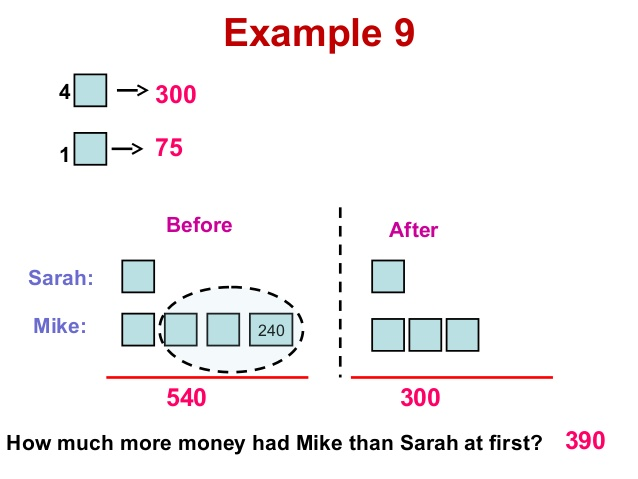 Example 9
4 300
1 75
Before
After
Sarah:
Mike:
240
540
300
How much more money had Mike than Sarah at first? 390